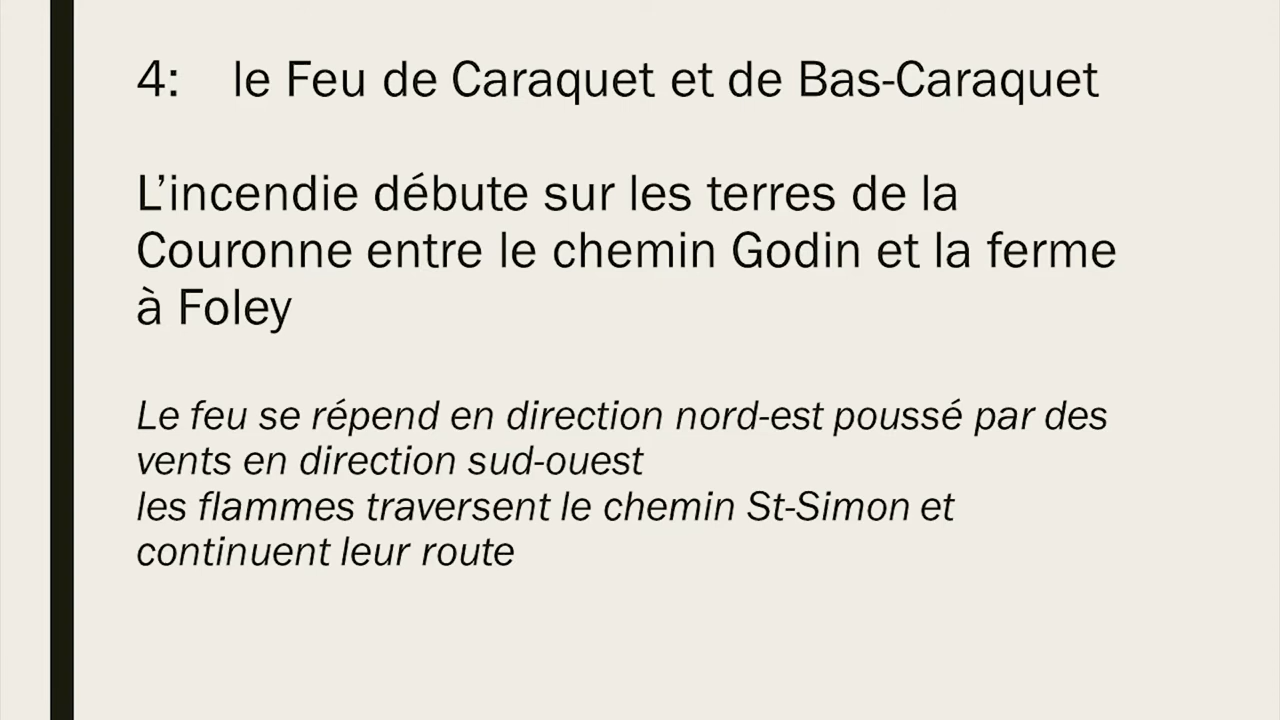 4: le Feu de Caraquet et de Bas-Caraquet
L’incendie débute sur les terres de la
Couronne entre le chemin Godin et la ferme
à Foley
Le feu se répend en direction nord-est poussé par des
vents en direction sud-ouest
les flammes traversent le chemin St-Simon et
continuent leur route